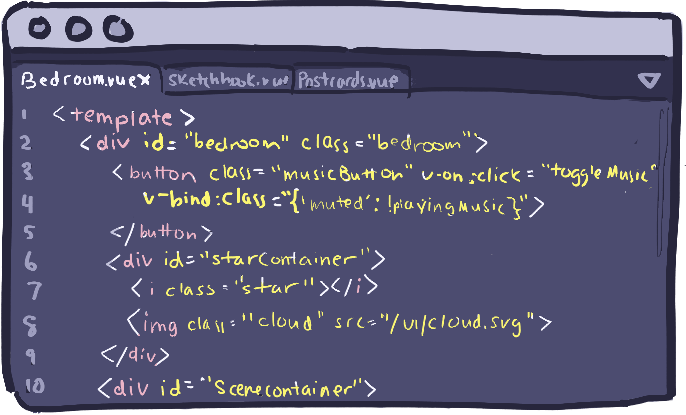 Bedroom.vue x Sketchbook.vue Postcards.vue
1 <template>
2 <div id="bedroom" class="bedroom">
3 <button class="musicButton" v-on:click="toggleMusic"
4 v-bind:class="{'muted': !playingMusic}">
5 </button>
6 <div id="starContainer">
7 <i class="star"></i>
8 <img class="cloud" src="/ui/cloud.svg">
9 </div>
10 <div id="Scenecontainer">